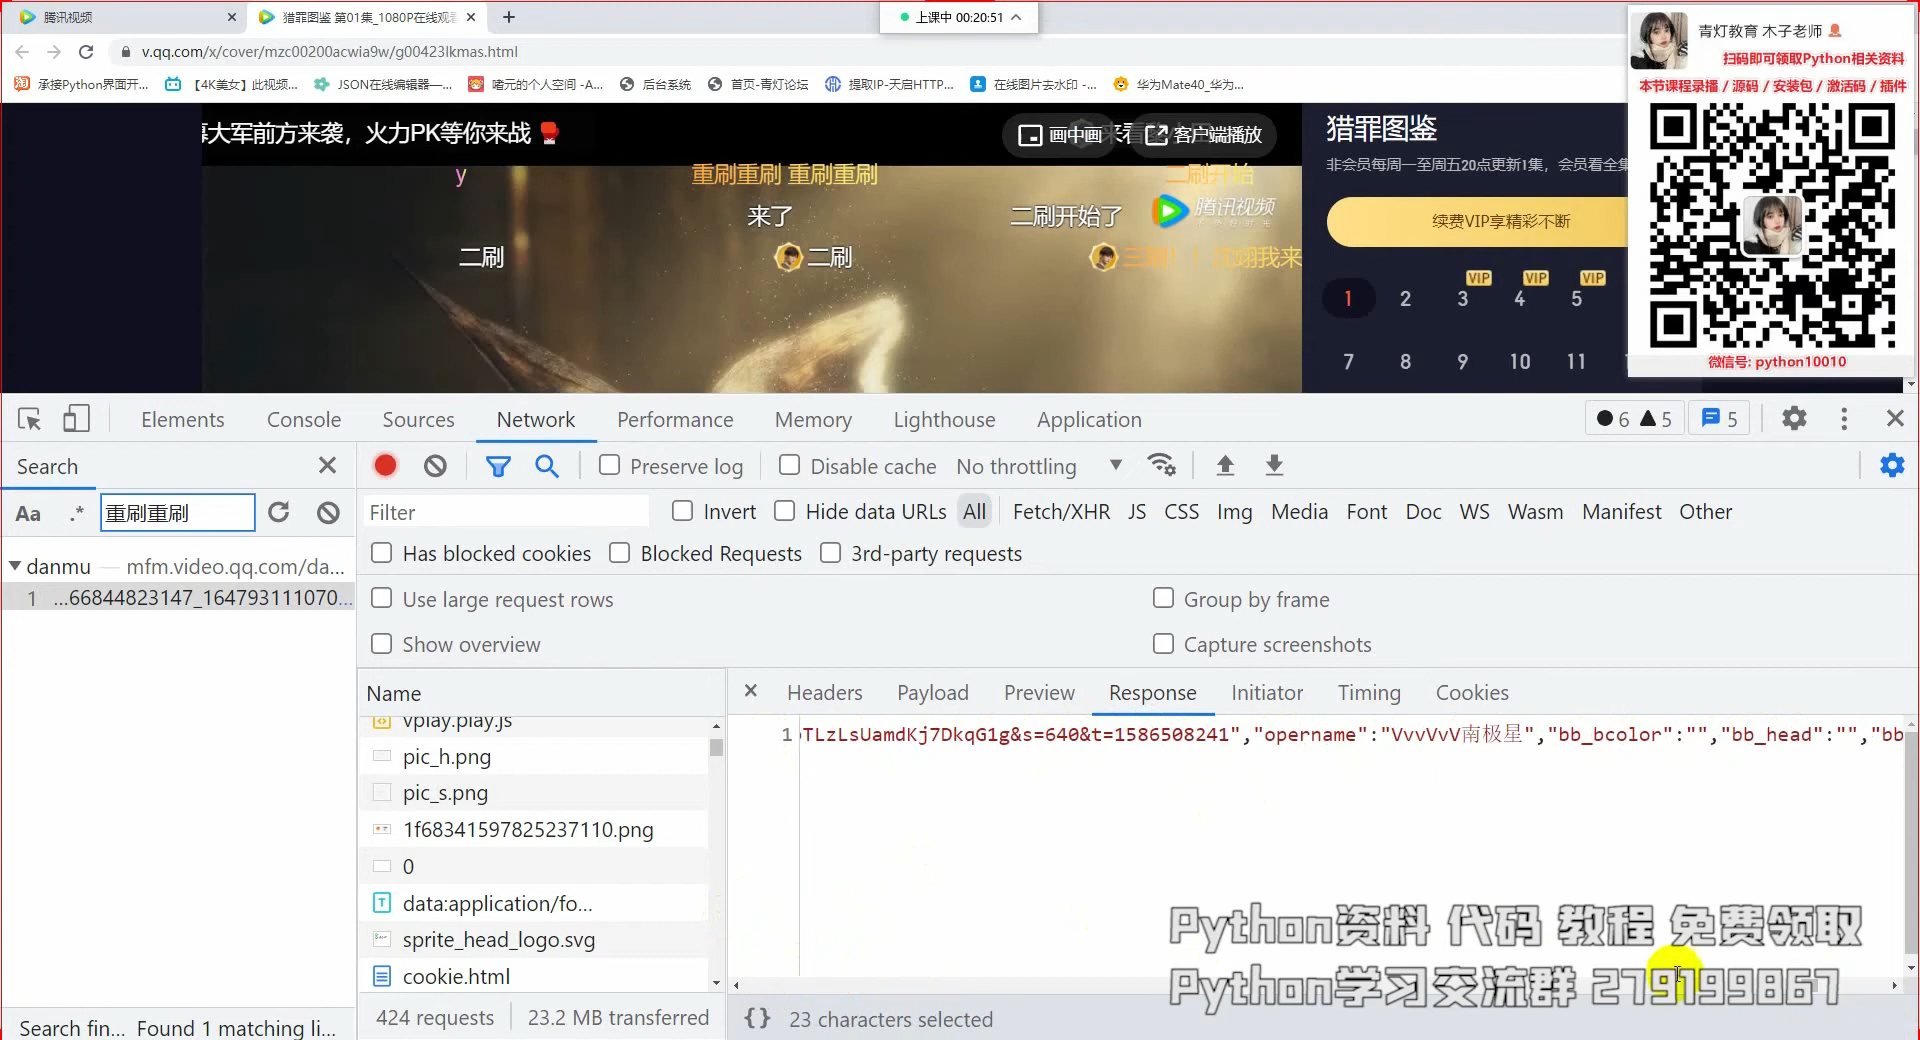 腾讯视频
猎罪图鉴 第01集_1080P在线观看
上课中 00:20:51
v.qq.com/x/cover/mzc00200acwia9w/g00423lkmas.html
承接Python界面开...
【4K美女】此视频...
JSON在线编辑器—...
啫元的个人空间 -A...
后台系统
首页-青灯论坛
提取IP-天启HTTP...
在线图片去水印 -...
华为Mate40_华为...
青灯教育 木子老师
扫码即可领取Python相关资料
本节课程录播 / 源码 / 安装包 / 激活码 / 插件
微信号: python10010
大军前方来袭，火力PK等你来战
画中画
客户端播放
y
重刷重刷 重刷重刷
二刷开始
来了
二刷开始了
腾讯视频
二刷
二刷
猎罪图鉴
非会员每周一至周五20点更新1集，会员看全集
续费VIP享精彩不断
VIP VIP VIP
1 2 3 4 5
7 8 9 10 11
Elements Console Sources Network Performance Memory Lighthouse Application
6 5 5
Search
Preserve log
Disable cache
No throttling
Aa .* 重刷重刷
Filter
Invert
Hide data URLs
All Fetch/XHR JS CSS Img Media Font Doc WS Wasm Manifest Other
Has blocked cookies
Blocked Requests
3rd-party requests
danmu — mfm.video.qq.com/da...
1 ...66844823147_164793111070...
Use large request rows
Group by frame
Show overview
Capture screenshots
Name
vplay.play.js
pic_h.png
pic_s.png
1f68341597825237110.png
0
data:application/fo...
sprite_head_logo.svg
cookie.html
Headers Payload Preview Response Initiator Timing Cookies
1 TLzLsUamdKj7DkqG1g&s=640&t=1586508241","opername":"VvvVvV南极星","bb_bcolor":"","bb_head":"","bb
Python资料 代码 教程 免费领取
Python学习交流群 279199867
Search fin... Found 1 matching li...
424 requests
23.2 MB transferred
{} 23 characters selected